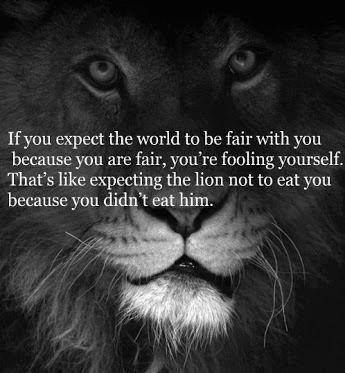 If you expect the world to be fair with you
because you are fair, you’re fooling yourself.
That’s like expecting the lion not to eat you
because you didn’t eat him.